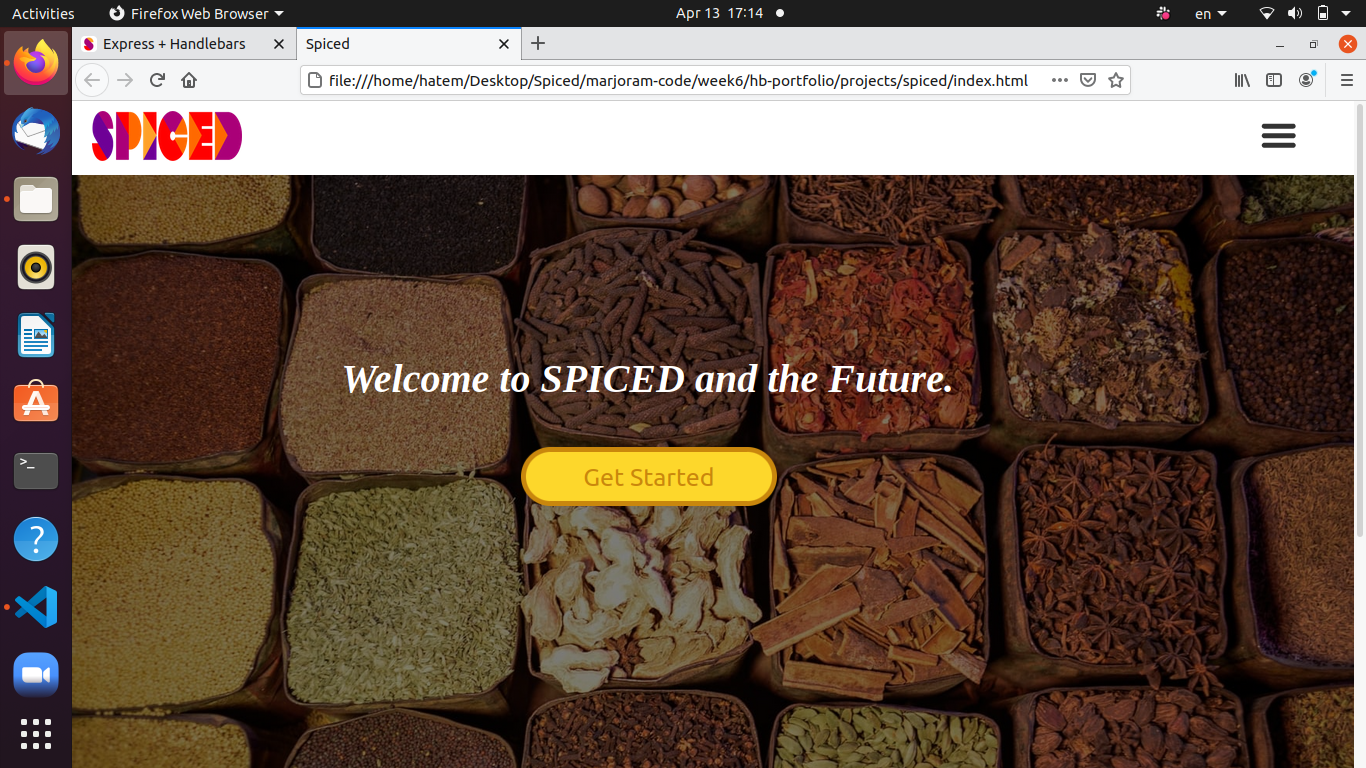 Activities
Firefox Web Browser
Apr 13 17:14
en
Express + Handlebars
Spiced
file:///home/hatem/Desktop/Spiced/marjoram-code/week6/hb-portfolio/projects/spiced/index.html
SPICED
Welcome to SPICED and the Future.
Get Started